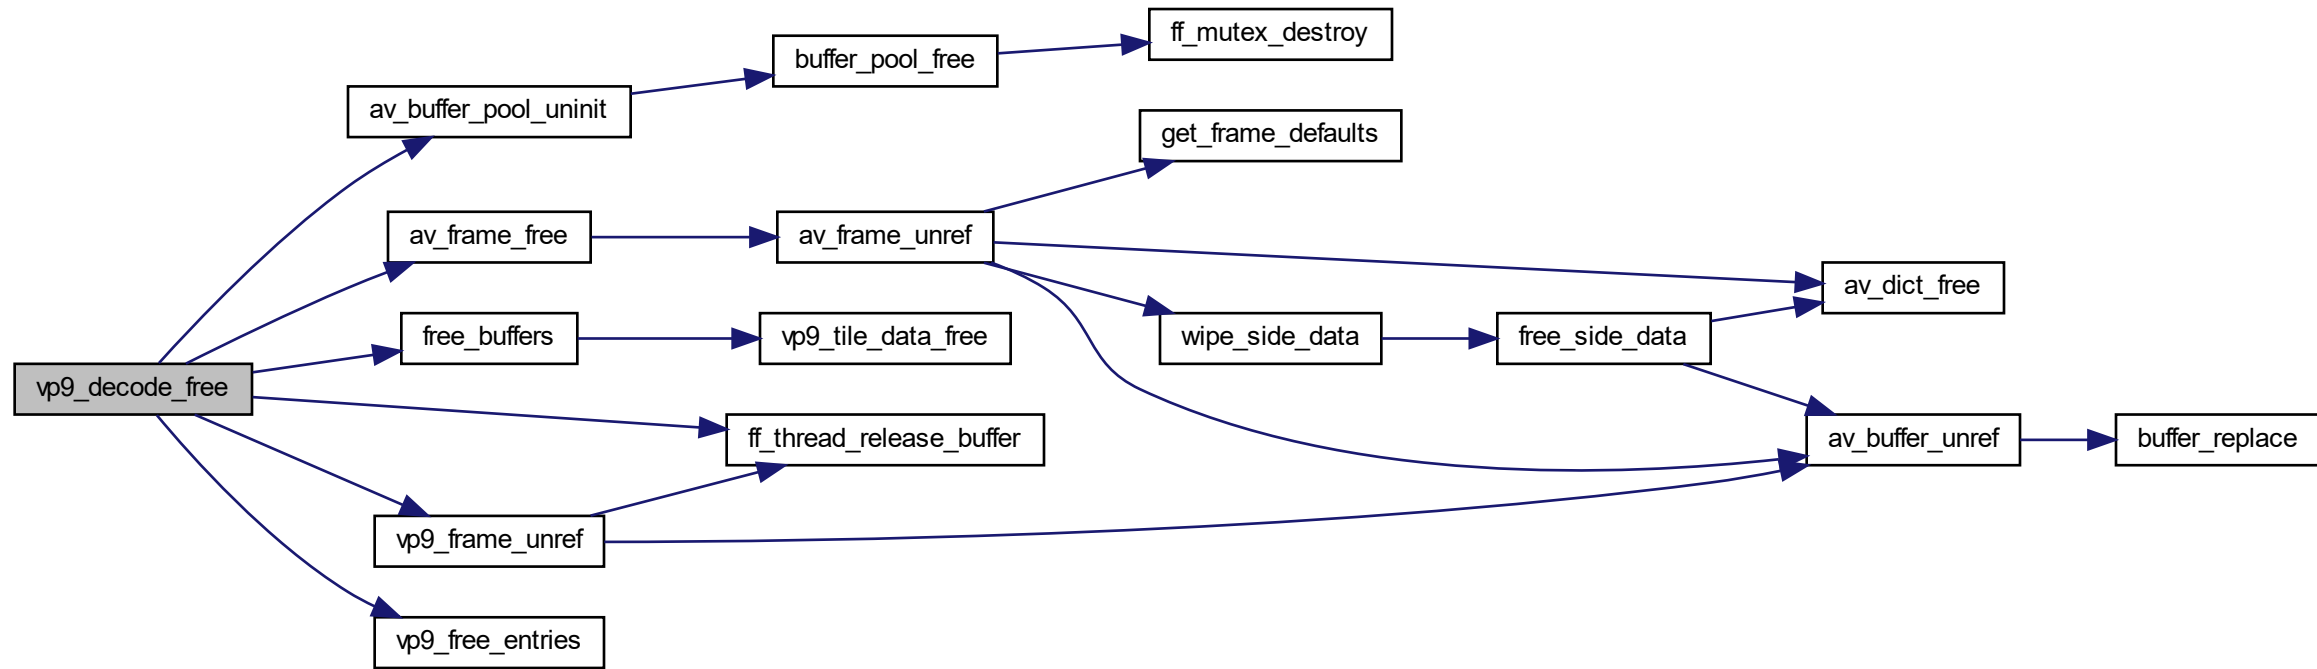 ff_mutex_destroy
buffer_pool_free
av_buffer_pool_uninit
get_frame_defaults
av_frame_free
av_frame_unref
av_dict_free
free_buffers
vp9_tile_data_free
wipe_side_data
free_side_data
vp9_decode_free
ff_thread_release_buffer
av_buffer_unref
buffer_replace
vp9_frame_unref
vp9_free_entries